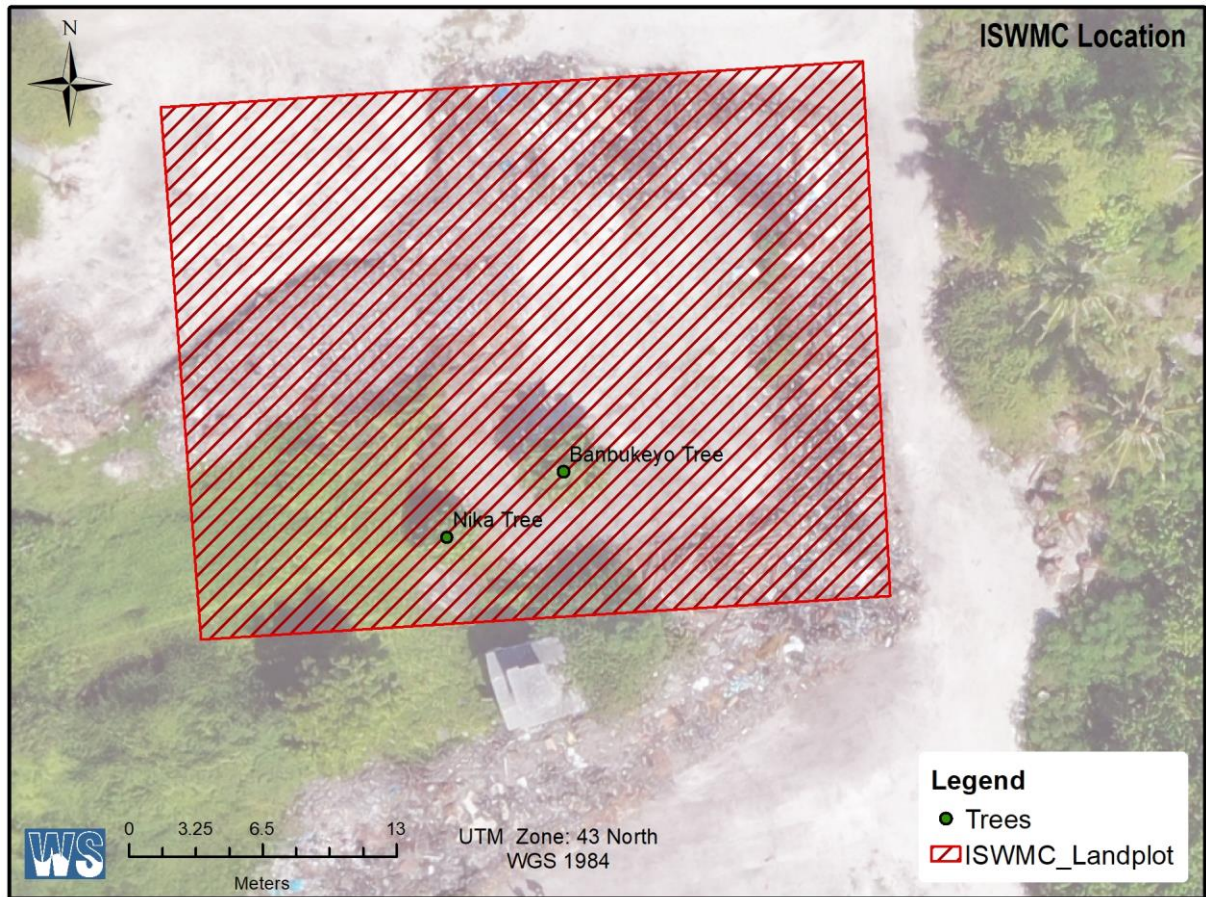 N
ISWMC Location
Banbukeyo Tree
Nika Tree
Legend
Trees
ISWMC_Landplot
WS
0 3.25 6.5 13
Meters
UTM Zone: 43 North
WGS 1984